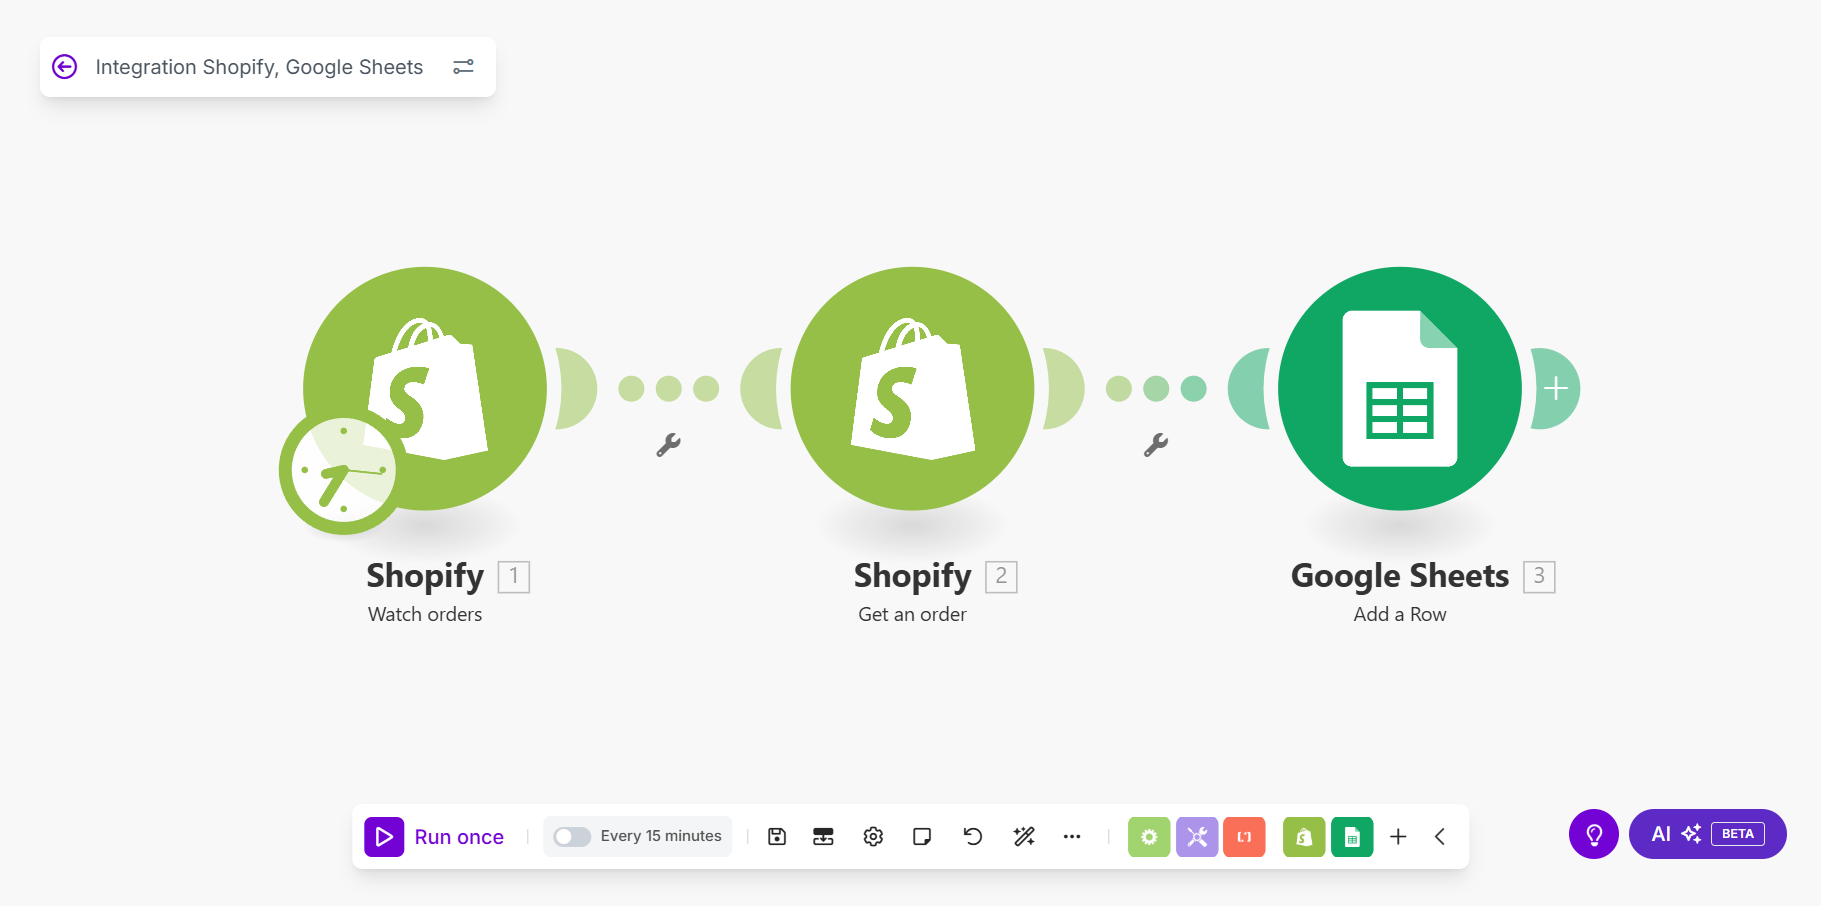 Integration Shopify, Google Sheets
Shopify 1
Watch orders
Shopify 2
Get an order
Google Sheets 3
Add a Row
Run once
Every 15 minutes
AI BETA